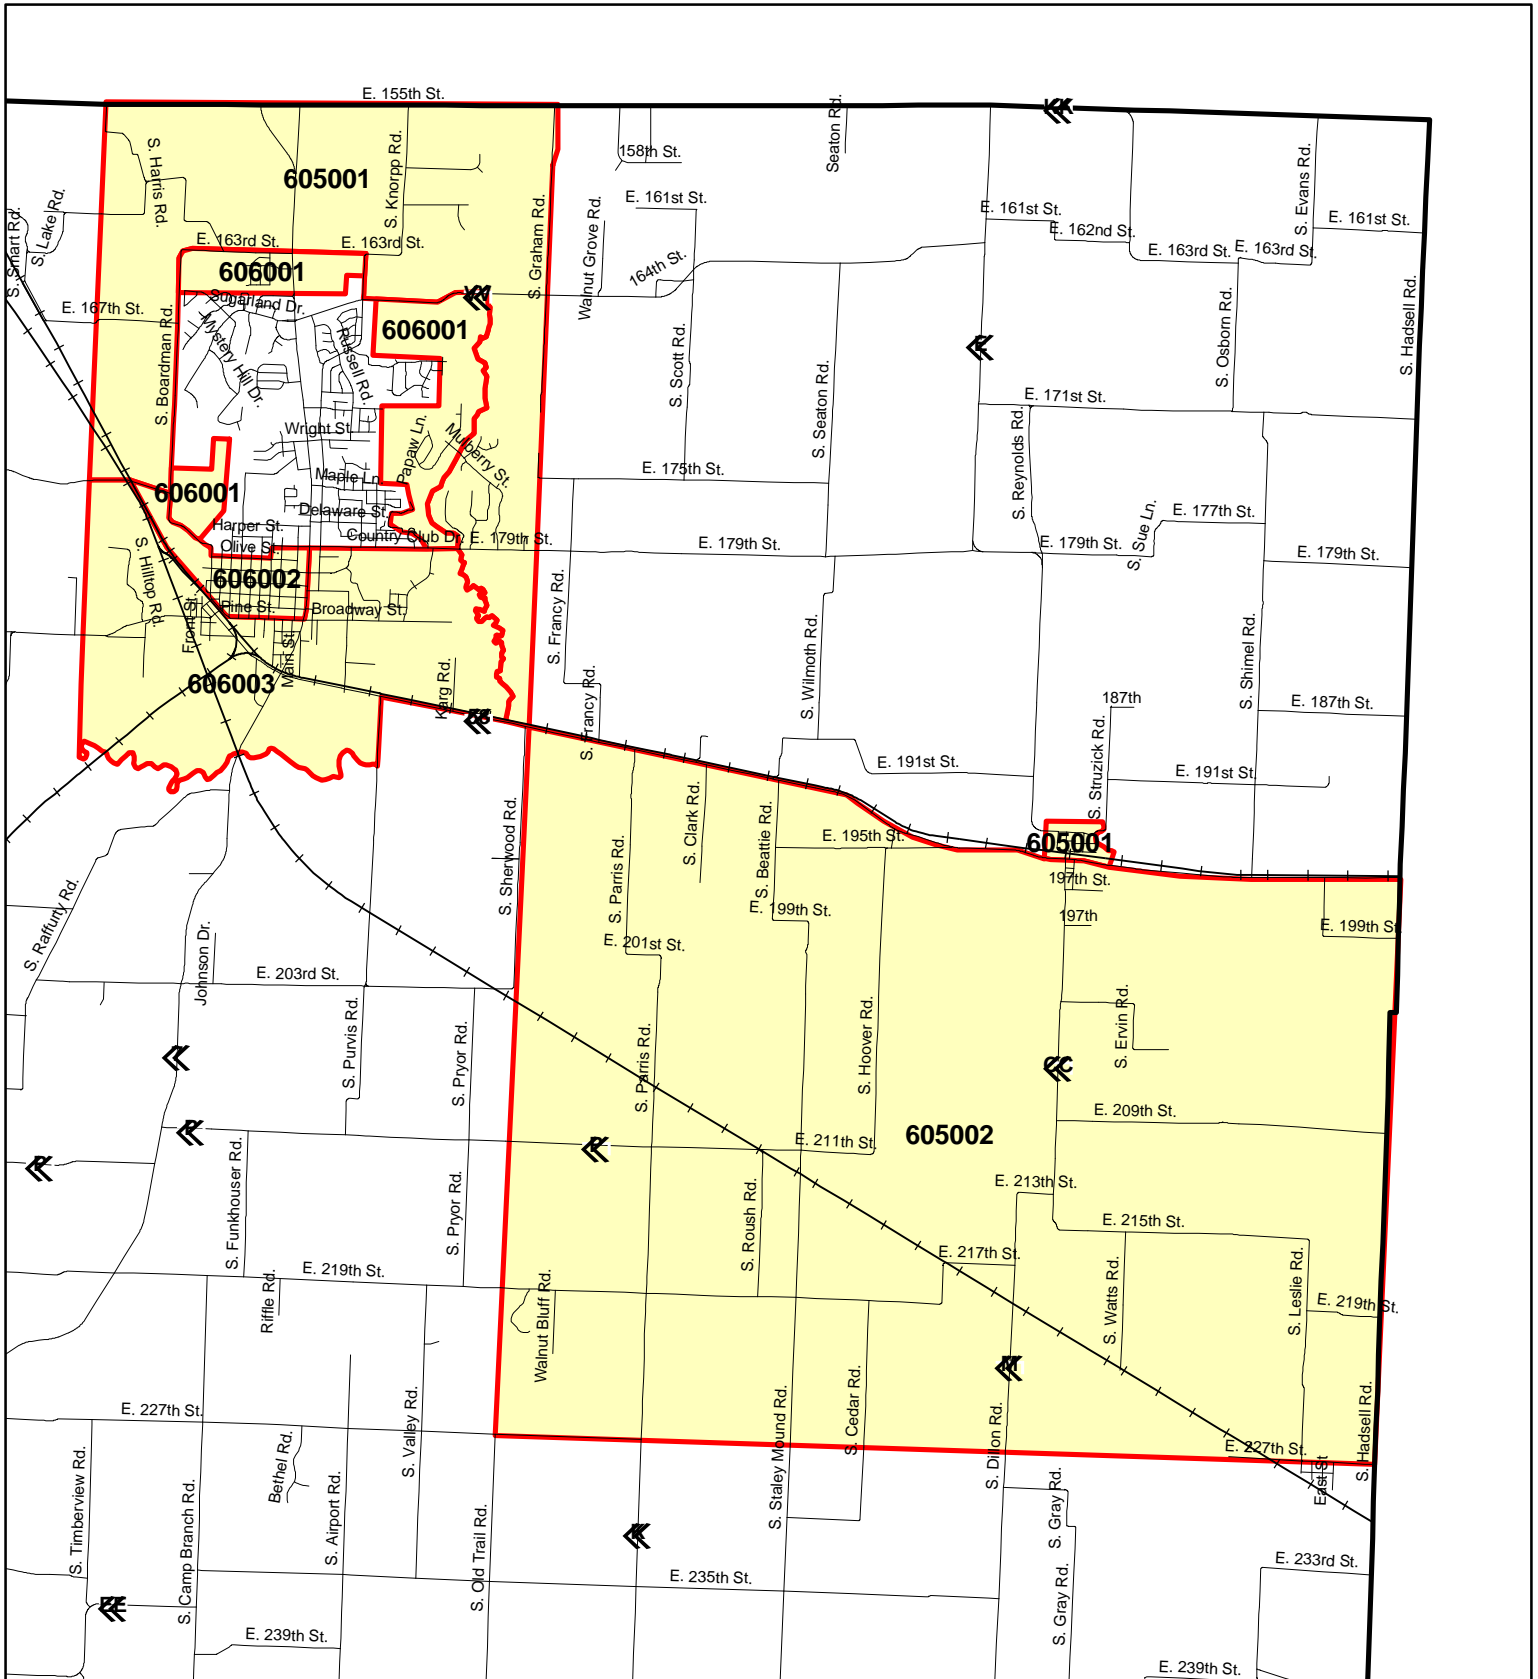 E. 155th St.
KK
Seaton Rd.
S. Harris Rd.
S. Knorpp Rd.
158th St.
605001
S. Evans Rd.
E. 161st St.
E. 161st St.
E. 161st St.
S. Smart Rd.
S. Lake Rd.
S. Graham Rd.
Walnut Grove Rd.
E. 162nd St.
E. 163rd St.
E. 163rd St.
E. 163rd St.
E. 163rd St.
606001
164th St.
Sugarland Dr.
E. 167th St.
S. Boardman Rd.
Mystery Hill Dr.
Russell Rd.
606001
S. Scott Rd.
S. Seaton Rd.
E
S. Osborn Rd.
S. Hadsell Rd.
E. 171st St.
S. Reynolds Rd.
Wright St.
Papaw Ln.
Mulberry St.
Maple Ln.
E. 175th St.
606001
Delaware St.
E. 177th St.
S. Sue Ln.
Harper St.
Country Club Dr.
E. 179th St.
E. 179th St.
E. 179th St.
E. 179th St.
Olive St.
S. Hilltop Rd.
606002
Pine St.
Broadway St.
Front St.
Main St.
S. Francy Rd.
S. Wilmoth Rd.
S. Shimel Rd.
606003
Karg Rd.
S. Francy Rd.
187th
E. 187th St.
S. Struzick Rd.
E. 191st St.
E. 191st St.
S. Sherwood Rd.
S. Parris Rd.
S. Clark Rd.
S. Beattie Rd.
E. 195th St.
605001
197th St.
197th
E. 199th St.
E. 199th St
S. Raffurty Rd.
Johnson Dr.
E. 201st St.
E. 203rd St.
S. Purvis Rd.
S. Pryor Rd.
S. Parris Rd.
S. Hoover Rd.
S. Ervin Rd.
CC
E. 209th St.
P
P
P
E. 211th St.
605002
S. Funkhouser Rd.
S. Pryor Rd.
S. Roush Rd.
E. 213th St.
E. 215th St.
E. 217th St.
E. 219th St.
E. 219th St.
Riffle Rd.
Walnut Bluff Rd.
S. Watts Rd.
S. Leslie Rd.
M
S. Cedar Rd.
S. Staley Mound Rd.
S. Dillon Rd.
S. Hadsell Rd.
E. 227th St.
E. 227th St.
S. Timberview Rd.
Bethel Rd.
S. Valley Rd.
S. Airport Rd.
S. Camp Branch Rd.
S. Old Trail Rd.
K
East St
S. Gray Rd.
E. 233rd St.
E. 235th St.
S. Gray Rd.
EE
E. 239th St.
E. 239th St.